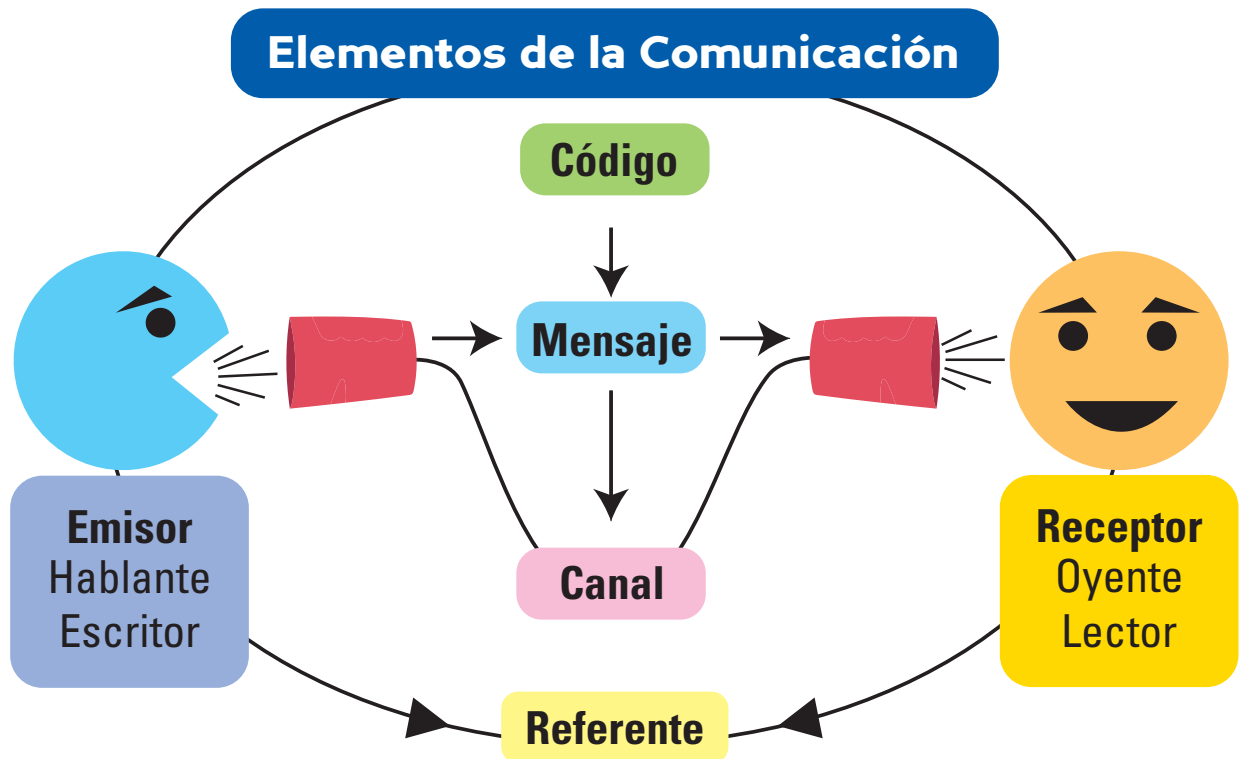 Elementos de la Comunicación
Código
Mensaje
Emisor
Hablante
Escritor
Receptor
Oyente
Lector
Canal
Referente